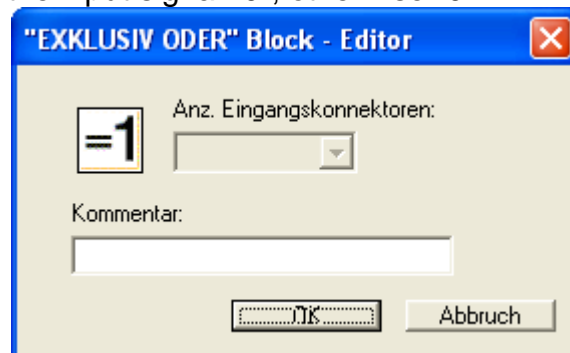 "EXKLUSIV ODER" Block - Editor
=1
Anz. Eingangskonnektoren:
Kommentar:
OK
Abbruch